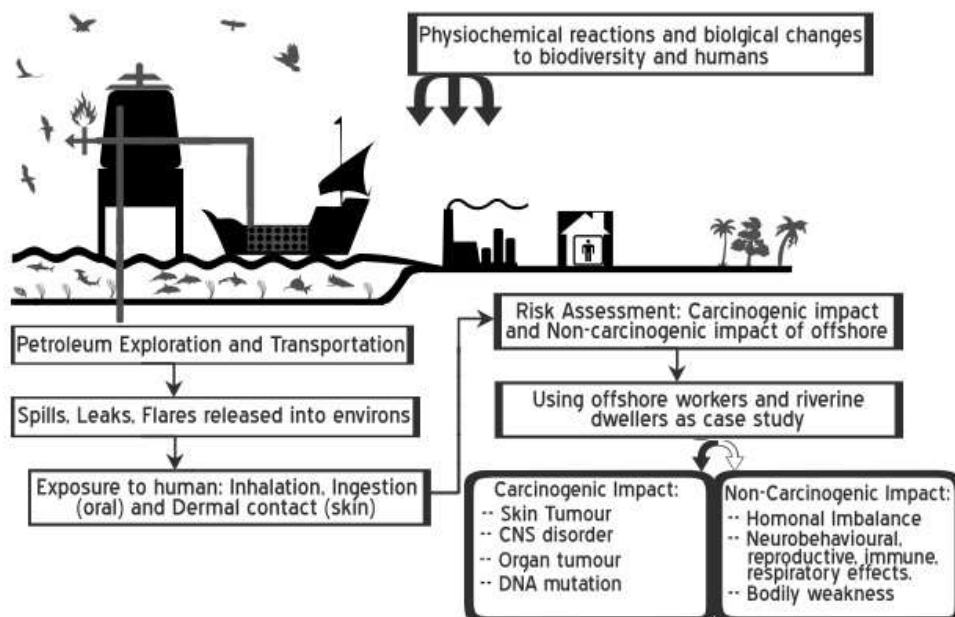 Physiochemical reactions and biolgical changes
to biodiversity and humans
Petroleum Exploration and Transportation
Spills, Leaks, Flares released into environs
Exposure to human: Inhalation, Ingestion
(oral) and Dermal contact (skin)
Risk Assessment: Carcinogenic impact
and Non-carcinogenic impact of offshore
Using offshore workers and riverine
dwellers as case study
Carcinogenic Impact:
-- Skin Tumour
-- CNS disorder
-- Organ tumour
-- DNA mutation
Non-Carcinogenic Impact:
-- Homonal Imbalance
-- Neurobehavioural,
reproductive, immune,
respiratory effects.
-- Bodily weakness